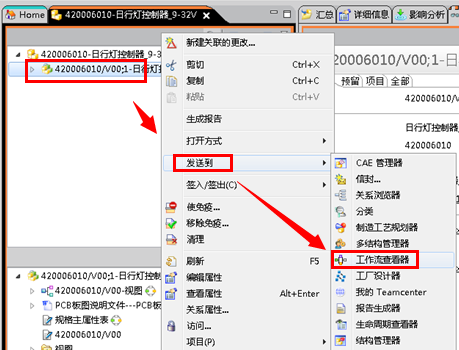 Home
420006010-日行灯控制器_9-32V
汇总
详细信息
影响分析
420006010-日行灯控制器_9-
420006010/V00;1-日行灯控
新建关联的更改...
剪切 Ctrl+X
复制 Ctrl+C
粘贴 Ctrl+V
生成报告
打开方式
发送到
签入/签出(C)
使免疫...
移除免疫...
清理
刷新 F5
编辑属性
查看属性 Alt+Enter
关系属性...
访问...
项目(P)
CAE 管理器
信封...
关系浏览器
分类
制造工艺规划器
多结构管理器
工作流查看器
工厂设计器
我的 Teamcenter
报告生成器
生命周期查看器
结构管理器
20006010/V00;1-
预留 项目 全部
420006010/V
日行灯控制器
420006010
420006010/V00;1-日行灯控制
420006010/V00-视图
PCB板图说明文件---PCB板
规格主属性表
420006010/V00
视图